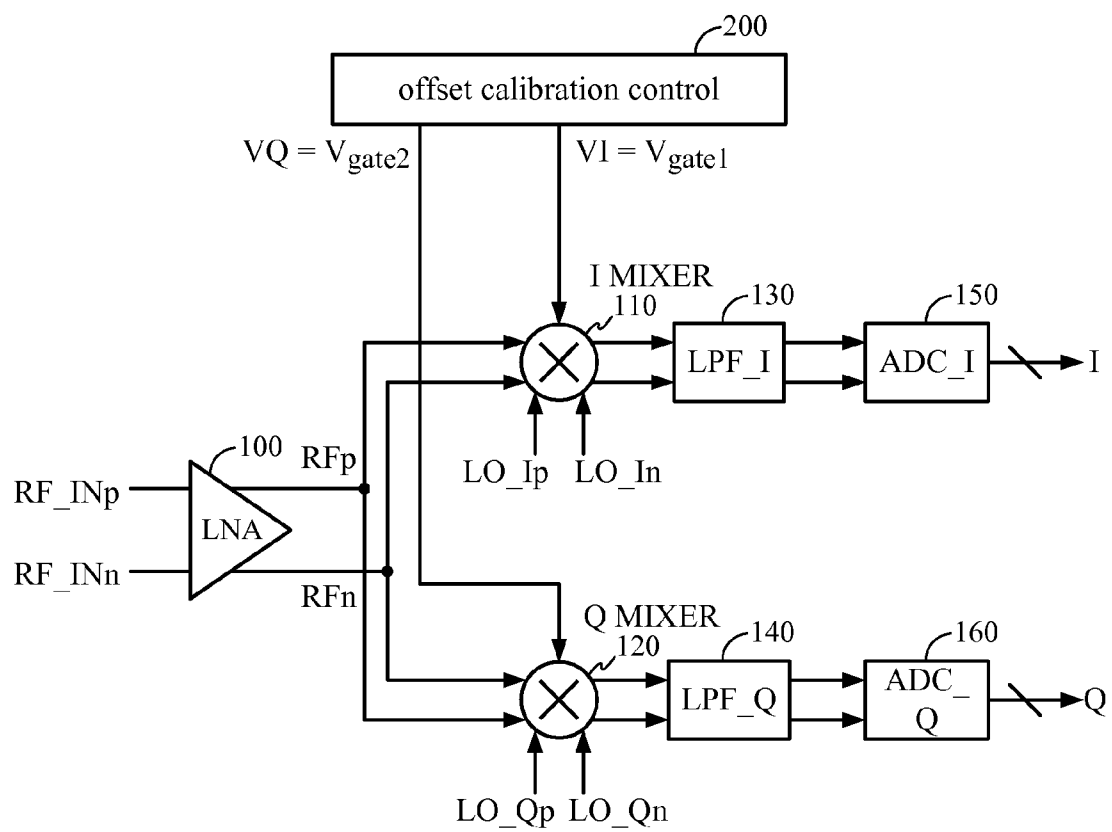 200
offset calibration control
VQ = Vgate2
VI = Vgate1
I MIXER
110
130
150
LPF_I
ADC_I
I
LO_Ip
LO_In
100
RFp
RF_INp
LNA
RF_INn
RFn
Q MIXER
120
140
160
LPF_Q
ADC_
Q
Q
LO_Qp
LO_Qn